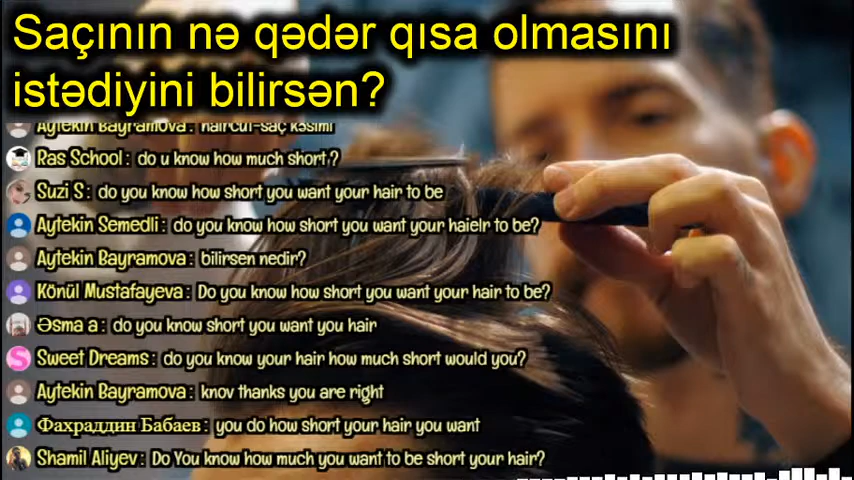 Saçının nə qədər qısa olmasını
istədiyini bilirsən?
Aytekin Bayramova: haircut-saç kəsimi
Ras School: do u know how much short ?
Suzi S: do you know how short you want your hair to be
Aytekin Semedli: do you know how short you want your haielr to be?
Aytekin Bayramova: bilirsen nedir?
Könül Mustafayeva: Do you know how short you want your hair to be?
Əsma a: do you know short you want you hair
Sweet Dreams: do you know your hair how much short would you?
Aytekin Bayramova: knov thanks you are right
Фахраддин Бабаев: you do how short your hair you want
Shamil Aliyev: Do You know how much you want to be short your hair?